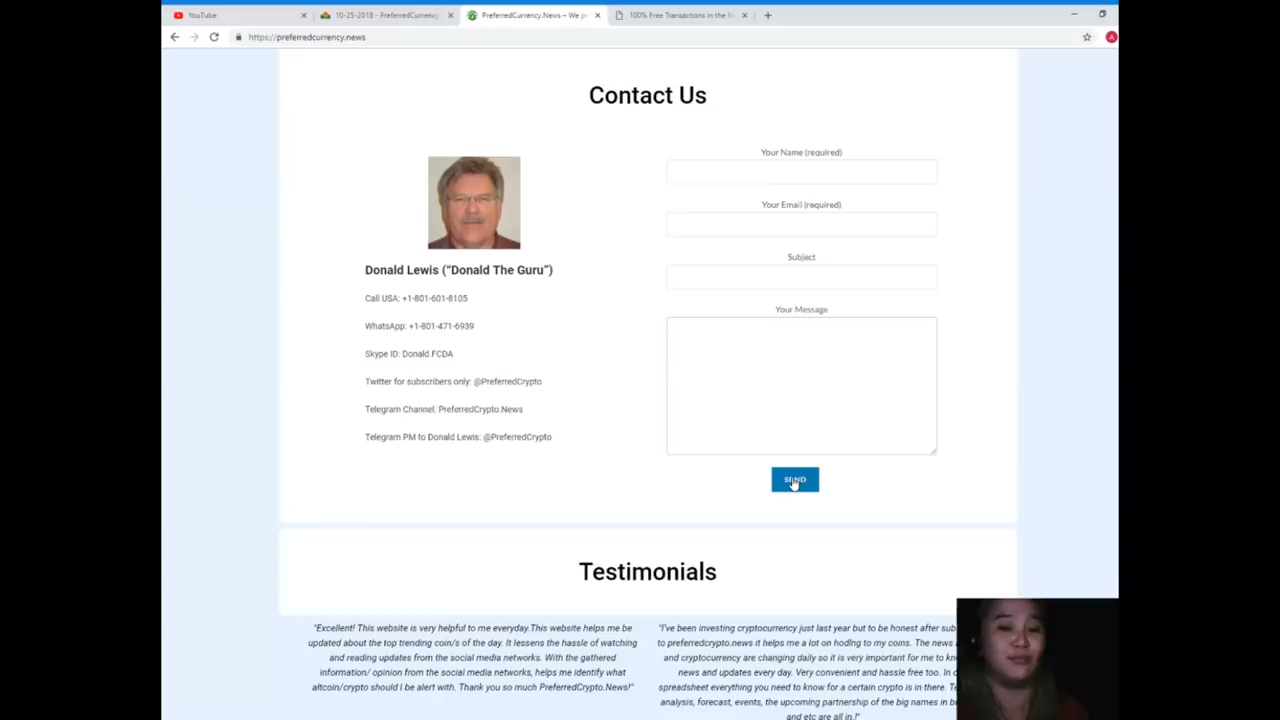 YouTube
10-25-2018 - PreferredCurrency
PreferredCurrency.News – We p
100% Free Transactions in the
https://preferredcurrency.news
A
Contact Us
Donald Lewis (“Donald The Guru”)
Call USA: +1-801-601-8105
WhatsApp: +1-801-471-6939
Skype ID: Donald.FCDA
Twitter for subscribers only: @PreferredCrypto
Telegram Channel: PreferredCrypto.News
Telegram PM to Donald Lewis: @PreferredCrypto
Your Name (required)
Your Email (required)
Subject
Your Message
SEND
Testimonials
"Excellent! This website is very helpful to me everyday.This website helps me be
updated about the top trending coin/s of the day. It lessens the hassle of watching
and reading updates from the social media networks. With the gathered
information/ opinion from the social media networks, helps me identify what
altcoin/crypto should I be alert with. Thank you so much PreferredCrypto.News!"
"I've been investing cryptocurrency just last year but to be honest after sub
to preferredcrypto.news it helps me a lot on hodlng to my coins. The news
and cryptocurrency are changing daily so it is very important for me to
news and updates every day. Very convenient and hassle free too. In
spreadsheet everything you need to know for a certain crypto is in there.
analysis, forecast, events, the upcoming partnership of the big names in
and etc are all in.!"